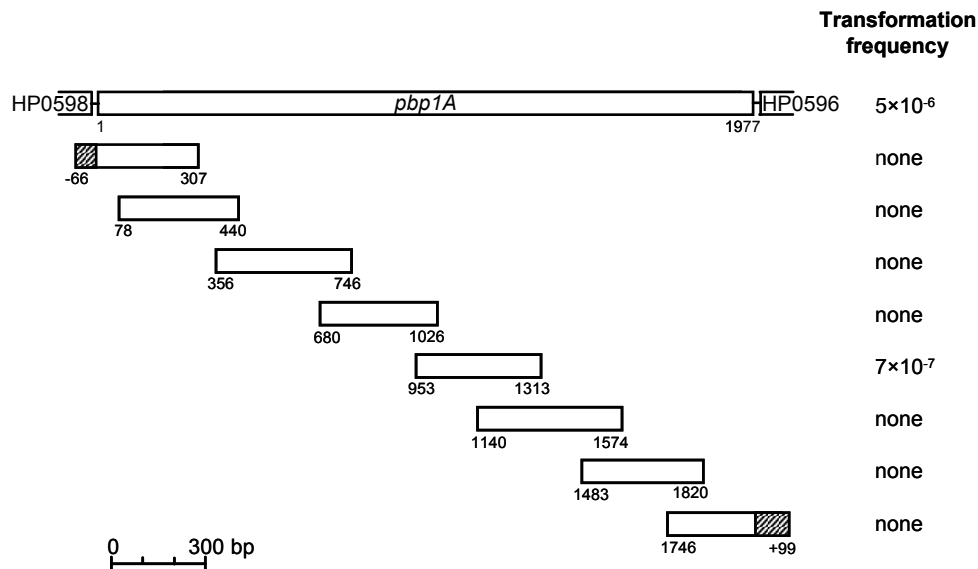 Transformation
frequency
HP0598 pbp1A HP0596 5×10⁻⁶
1 1977
none
-66 307
none
78 440
none
356 746
none
680 1026
7×10⁻⁷
953 1313
none
1140 1574
none
1483 1820
none
1746 +99
0 300 bp